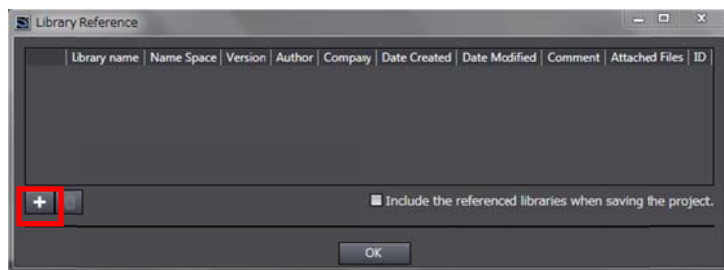 Library Reference
Library name | Name Space | Version | Author | Company | Date Created | Date Modified | Comment | Attached Files | ID |
+
Include the referenced libraries when saving the project.
OK